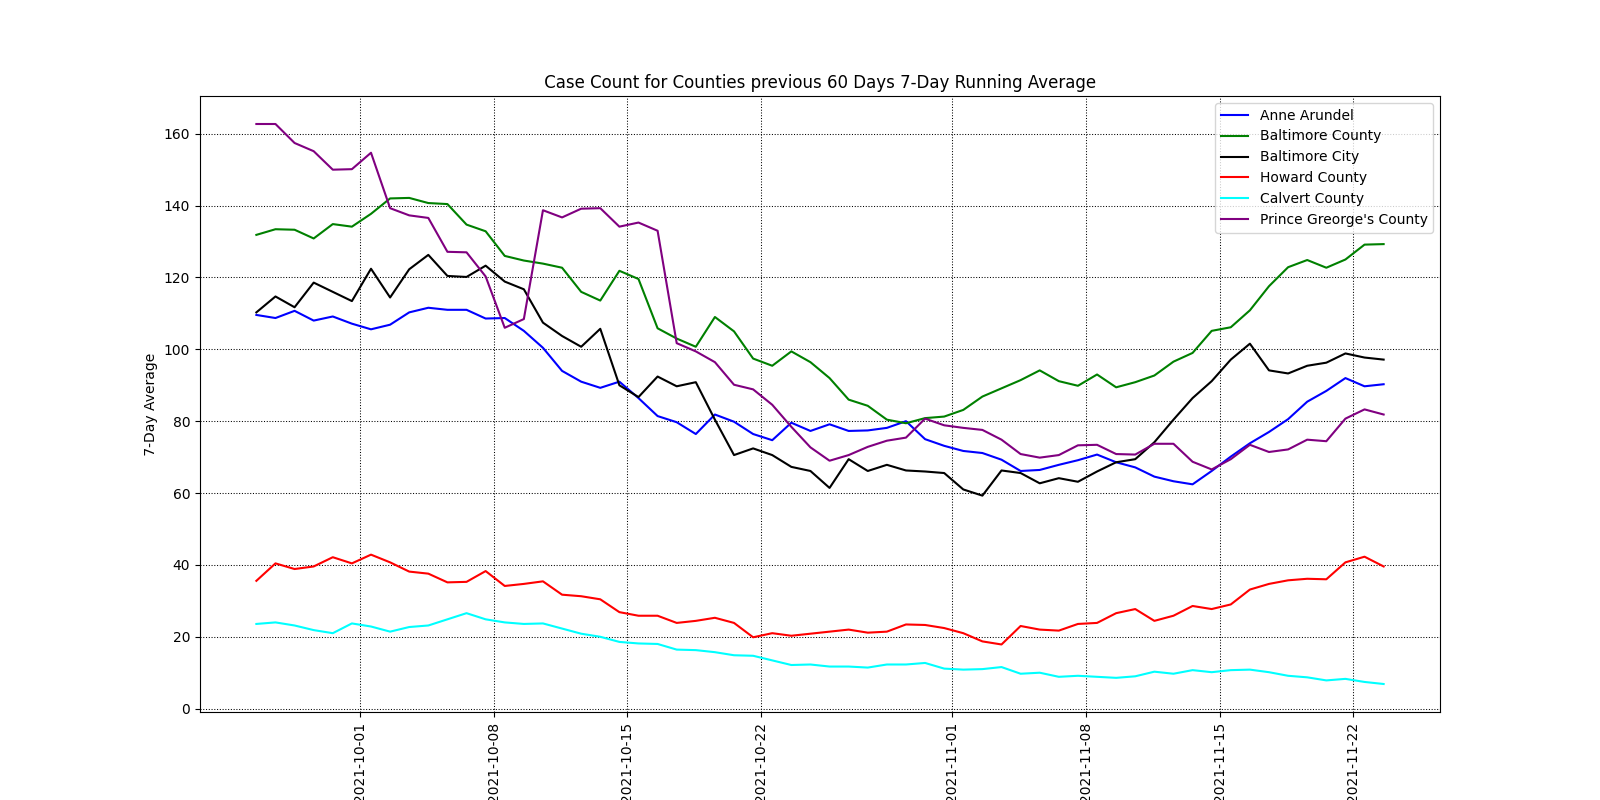 Case Count for Counties previous 60 Days 7-Day Running Average
Anne Arundel
Baltimore County
Baltimore City
Howard County
Calvert County
Prince Greorge's County
7-Day Average
160
140
120
100
80
60
40
20
0
2021-10-01
2021-10-08
2021-10-15
2021-10-22
2021-11-01
2021-11-08
2021-11-15
2021-11-22